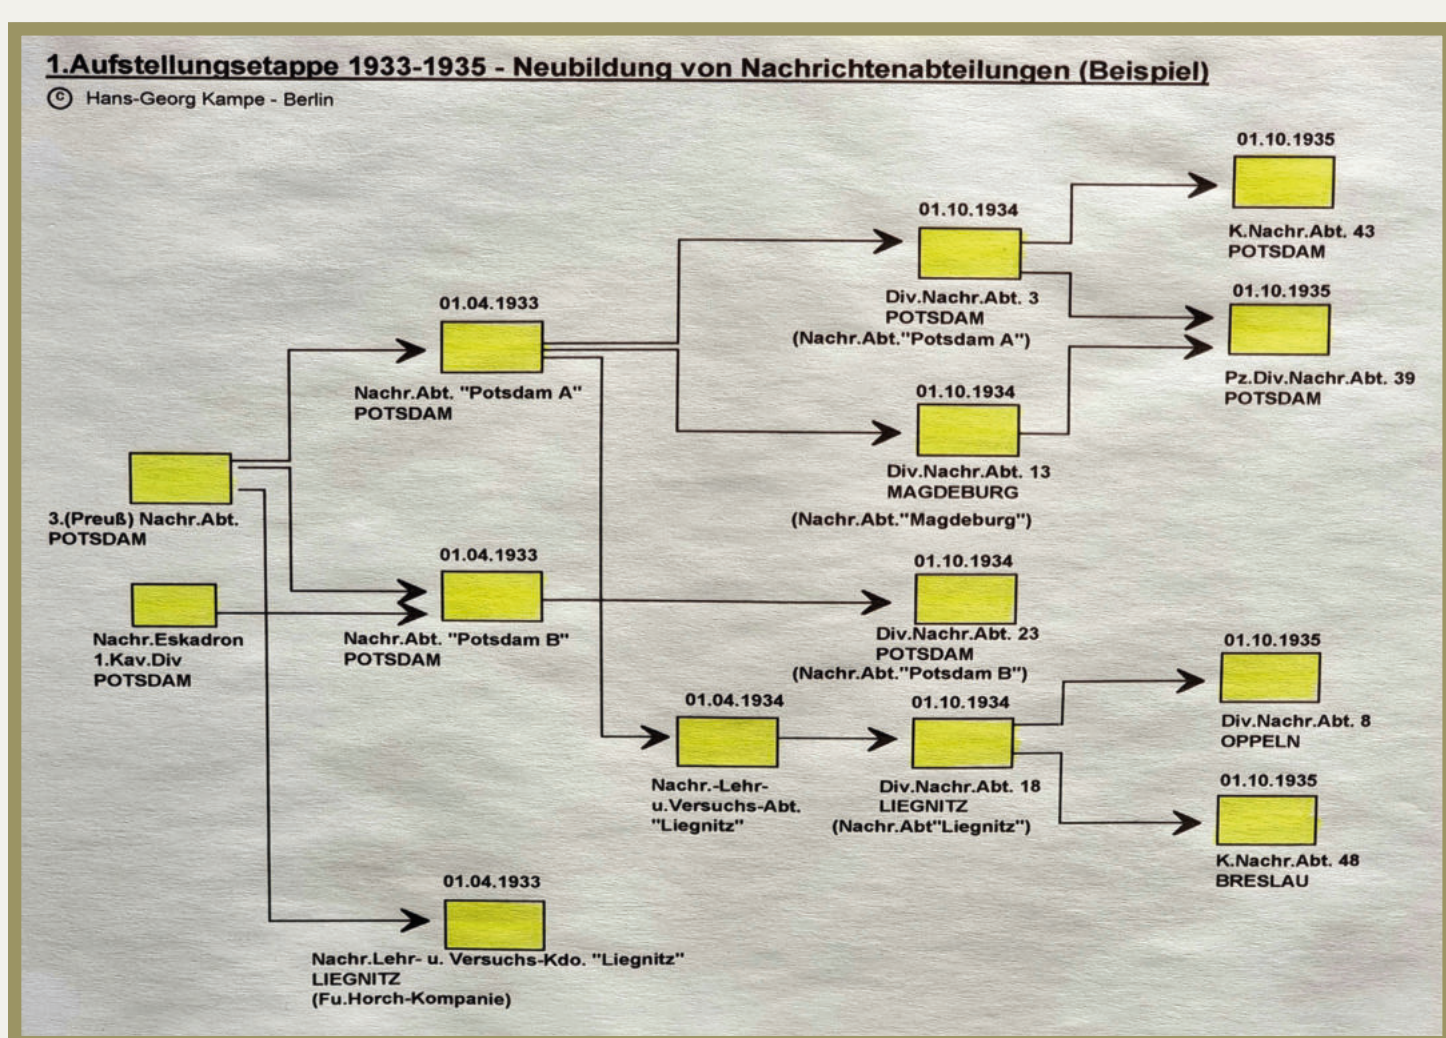 1.Aufstellungsetappe 1933-1935 - Neubildung von Nachrichtenabteilungen (Beispiel)
© Hans-Georg Kampe - Berlin
01.10.1935
K.Nachr.Abt. 43
POTSDAM
01.10.1934
Div.Nachr.Abt. 3
POTSDAM
(Nachr.Abt."Potsdam A")
01.10.1935
Pz.Div.Nachr.Abt. 39
POTSDAM
01.04.1933
Nachr.Abt. "Potsdam A"
POTSDAM
01.10.1934
Div.Nachr.Abt. 13
MAGDEBURG
(Nachr.Abt."Magdeburg")
3.(Preuß) Nachr.Abt.
POTSDAM
01.04.1933
Nachr.Abt. "Potsdam B"
POTSDAM
01.10.1934
Div.Nachr.Abt. 23
POTSDAM
(Nachr.Abt."Potsdam B")
Nachr.Eskadron
1.Kav.Div
POTSDAM
01.04.1934
Nachr.-Lehr-
u.Versuchs-Abt.
"Liegnitz"
01.10.1934
Div.Nachr.Abt. 18
LIEGNITZ
(Nachr.Abt"Liegnitz")
01.10.1935
Div.Nachr.Abt. 8
OPPELN
01.10.1935
K.Nachr.Abt. 48
BRESLAU
01.04.1933
Nachr.Lehr- u. Versuchs-Kdo. "Liegnitz"
LIEGNITZ
(Fu.Horch-Kompanie)